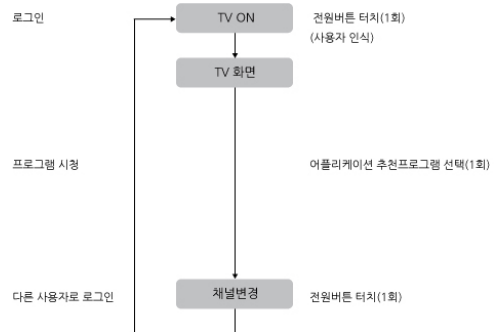 로그인
TV ON
전원버튼 터치(1회)
(사용자 인식)
TV 화면
프로그램 시청
어플리케이션 추천프로그램 선택(1회)
다른 사용자로 로그인
채널변경
전원버튼 터치(1회)